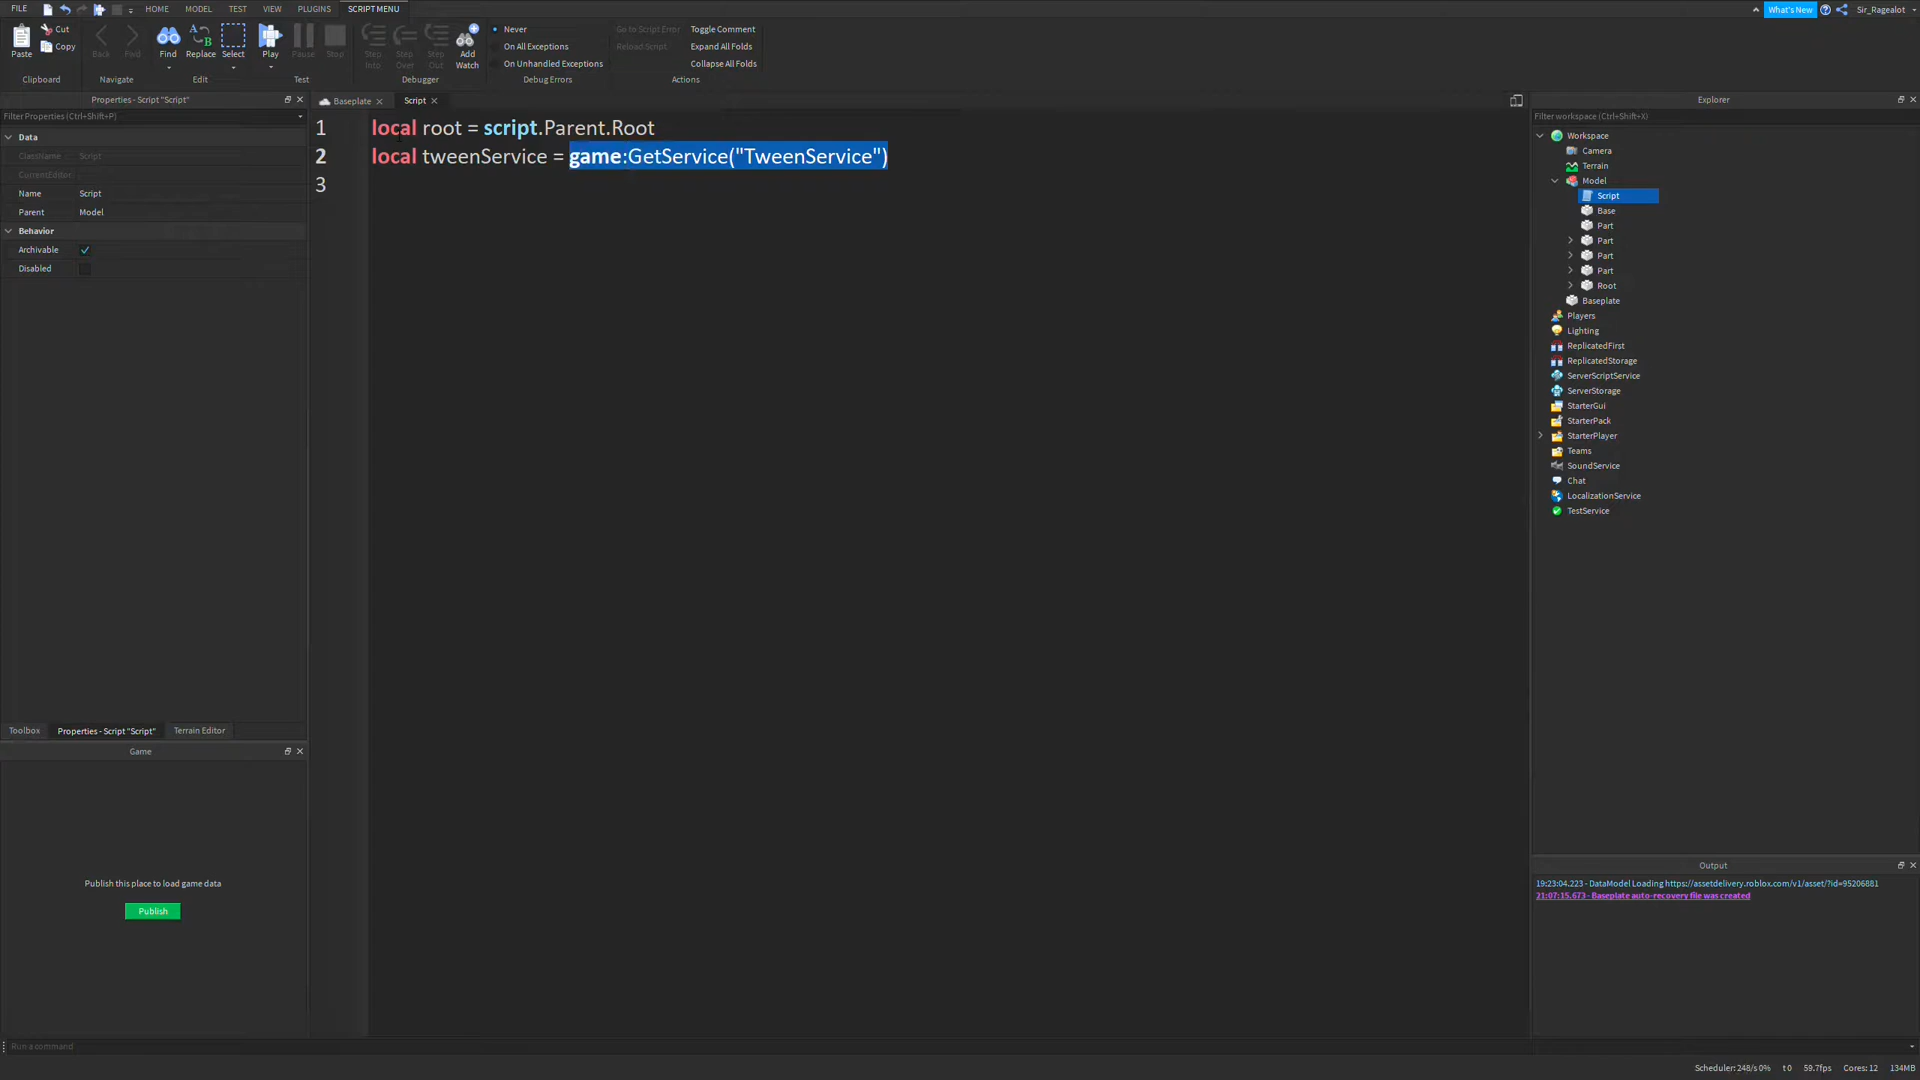 FILE HOME MODEL TEST VIEW PLUGINS SCRIPT MENU What's New Sir_Ragealot
Paste Cut Copy Clipboard
Back Forward Navigate
Find Replace Select Edit
Play Pause Stop Test
Step Into Step Over Step Out Add Watch Debugger
Never
On All Exceptions
On Unhandled Exceptions
Debug Errors
Go to Script Error Toggle Comment
Reload Script Expand All Folds
Collapse All Folds
Actions
Properties - Script "Script"
Filter Properties (Ctrl+Shift+P)
Data
ClassName Script
CurrentEditor
Name Script
Parent Model
Behavior
Archivable
Disabled
Toolbox Properties - Script "Script" Terrain Editor
Game
Publish this place to load game data
Publish
Baseplate Script
1 local root = script.Parent.Root
2 local tweenService = game:GetService("TweenService")
3
Explorer
Filter workspace (Ctrl+Shift+X)
Workspace
Camera
Terrain
Model
Script
Base
Part
Part
Part
Part
Root
Baseplate
Players
Lighting
ReplicatedFirst
ReplicatedStorage
ServerScriptService
ServerStorage
StarterGui
StarterPack
StarterPlayer
Teams
SoundService
Chat
LocalizationService
TestService
Output
19:23:04.223 - DataModel Loading https://assetdelivery.roblox.com/v1/asset/?id=95206881
21:07:15.673 - Baseplate auto-recovery file was created
Run a command
Scheduler: 248/s 0% t 0 59.7fps Cores: 12 134MB